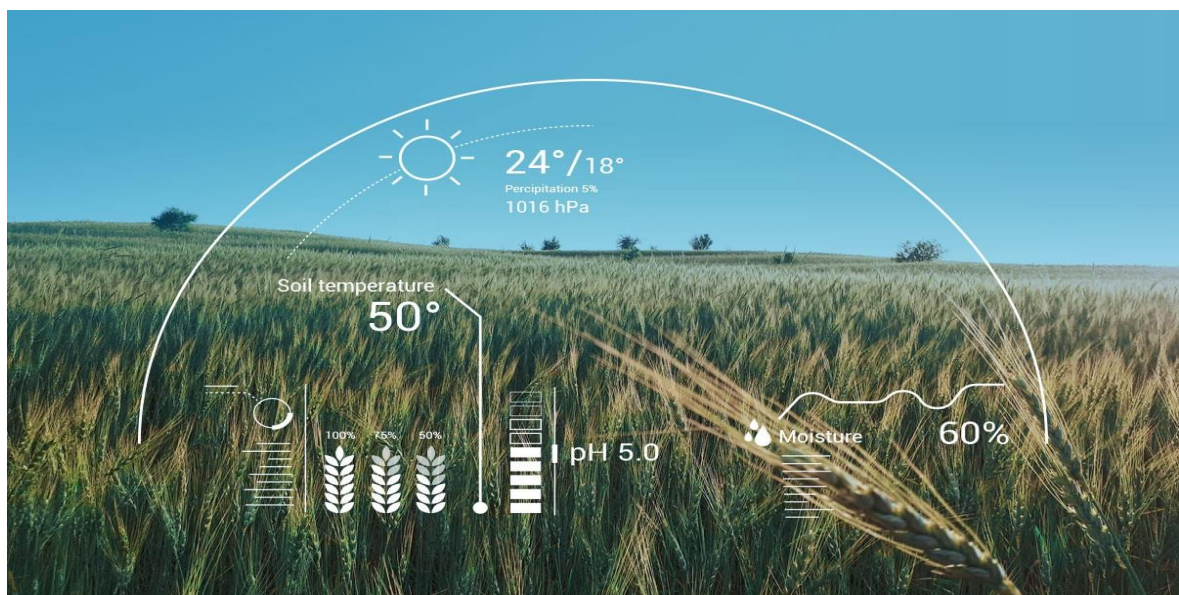 24°/18°
Percipitation 5%
1016 hPa
Soil temperature
50°
100% 75% 50%
pH 5.0
Moisture
60%